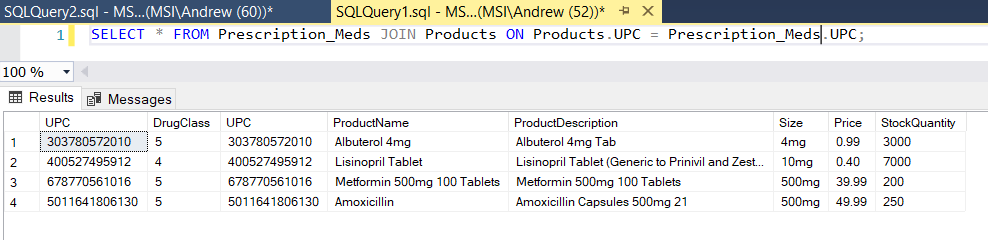 SQLQuery2.sql - MS...(MSI\Andrew (60))* SQLQuery1.sql - MS...(MSI\Andrew (52))*
1 SELECT * FROM Prescription_Meds JOIN Products ON Products.UPC = Prescription_Meds.UPC;
100 %
Results Messages
UPC DrugClass UPC ProductName ProductDescription Size Price StockQuantity
1 303780572010 5 303780572010 Albuterol 4mg Albuterol 4mg Tab 4mg 0.99 3000
2 400527495912 4 400527495912 Lisinopril Tablet Lisinopril Tablet (Generic to Prinivil and Zest... 10mg 0.40 7000
3 678770561016 5 678770561016 Metformin 500mg 100 Tablets Metformin 500mg 100 Tablets 500mg 39.99 200
4 5011641806130 5 5011641806130 Amoxicillin Amoxicillin Capsules 500mg 21 500mg 49.99 250